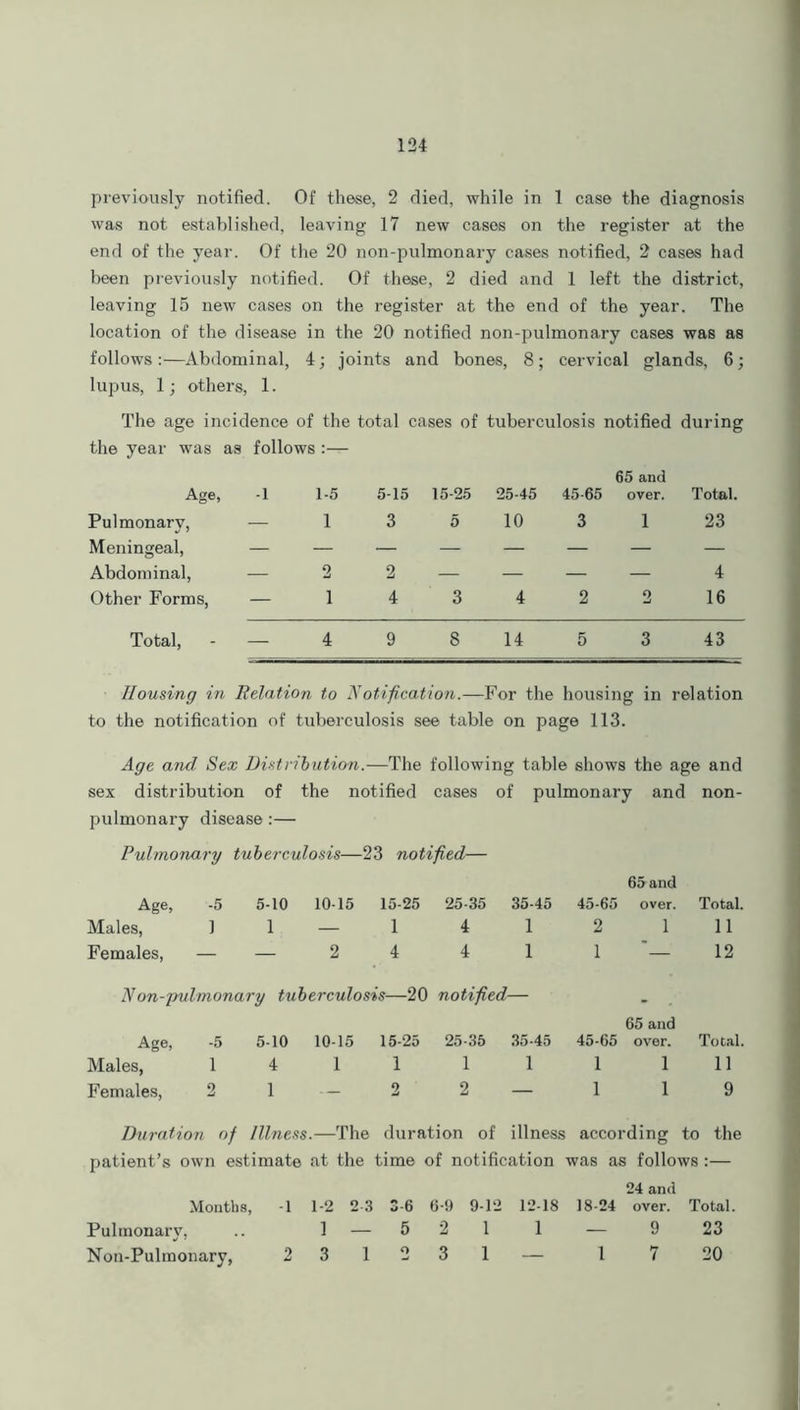 124
previously notified. Of these, 2 died, while in 1 case the diagnosis
was not established, leaving 17 new cases on the register at the
end of the year. Of the 20 non-pulmonary cases notified, 2 cases had
been previously notified. Of these, 2 died and 1 left the district,
leaving 15 new cases on the register at the end of the year. The
location of the disease in the 20 notified non-pulmonary cases was as
follows:—Abdominal, 4; joints and bones, 8; cervical glands, 6;
lupus, 1; others, 1.
The age incidence of the total cases of tuberculosis notified during
the year was as follows:—
65 and
Age, -1 1-5 5-15 15-25 25-45 45-65 over. Total.
Pulmonary, — 1 3 5 10 3 1 23
Meningeal, — — — — — — — —
Abdominal, — 2 2 — — — — 4
Other Forms, — 1 4 3 4 2 2 16
Total, - — 4 9 8 14 5 3 43
Housing in Relation to Notification.—For the housing in relation
to the notification of tuberculosis see table on page 113.
Age and Sex Distribution.—The following table shows the age and
sex distribution of the notified cases of pulmonary and non-
pulmonary disease:—
Pulmonary tuberculosis—23 notified—
65 and
Age, -5 5-10 10-15 15-25 25-35 35-45 45-65 over. Total.
Males, 1 1 — 1 4 1 2 1 11
Females, — — 2 4 4 1 1 — 12
Non-pulmonary tuberculosis—20 notified—
65 and
Age, -5 5-10 10-15 15-25 25-35 35-45 45-65 over. Total.
Males, 1 4 1 1 1 1 1 1 11
Females, 2 1 — 2 2 — 1 1 9
Duration of Illness.—The duration of illness according to the
patient's own estimate at the time of notification was as follows:—
24 and
Months, -1 1-2 2-3 3-6 6-9 9-12 12-18 18-24 over. Total.
Pulmonary, .. 1 — 5 2 1 1 — 9 23
Non-Pulmonary, 2 3 1 2 3 1 — 1 7 20